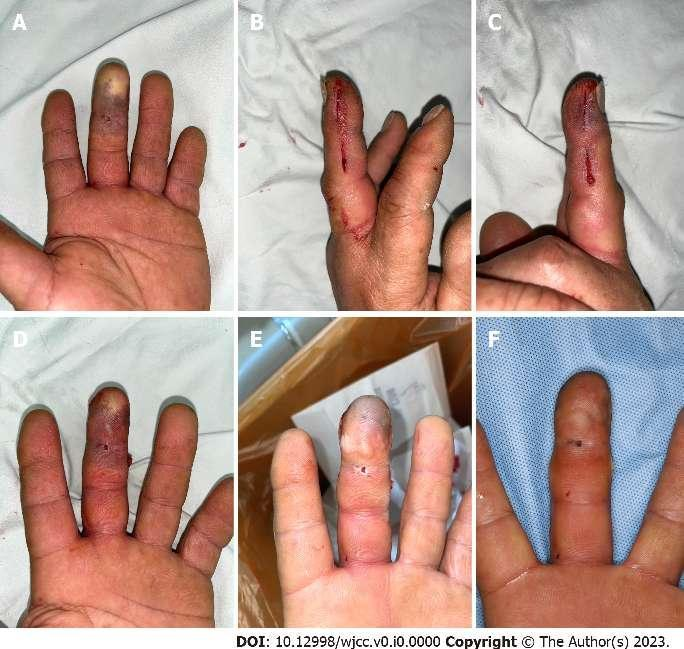 A B C
D E F
DOI: 10.12998/wjcc.v0.i0.0000 Copyright © The Author(s) 2023.